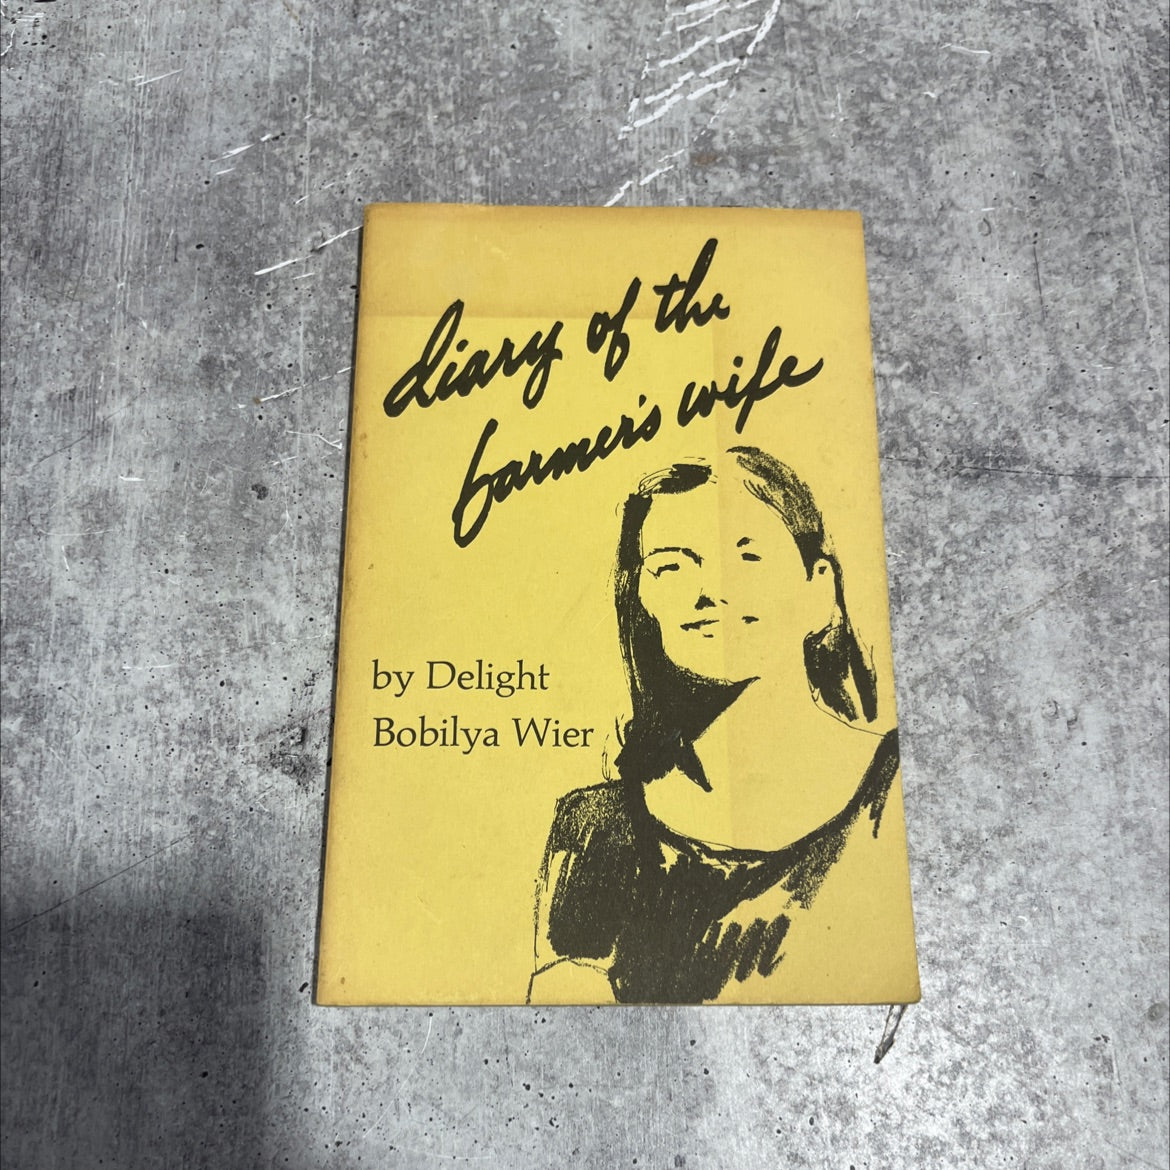 diary of the
farmer's wife
by Delight
Bobilya Wier